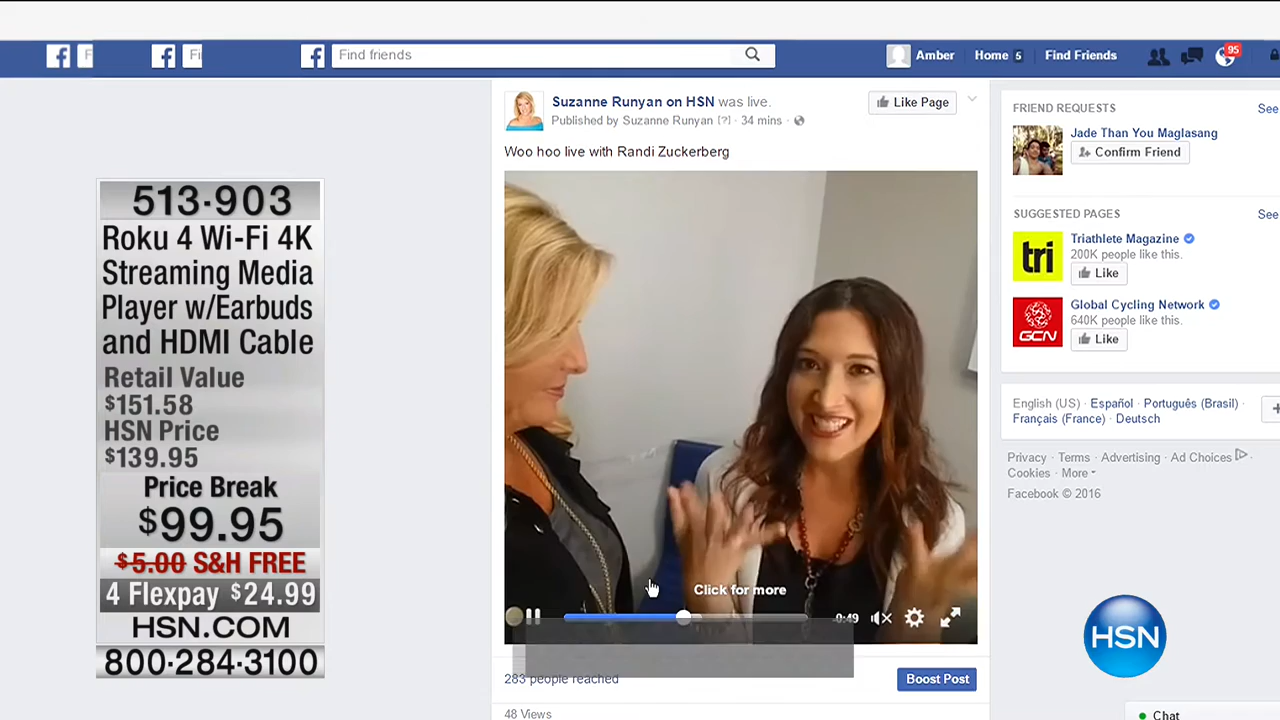 F
Fi
Find friends
Amber
Home 5
Find Friends
95
513-903
Roku 4 Wi-Fi 4K
Streaming Media
Player w/Earbuds
and HDMI Cable
Retail Value
$151.58
HSN Price
$139.95
Price Break
$99.95
$5.00 S&H FREE
4 Flexpay $24.99
HSN.COM
800-284-3100
Suzanne Runyan on HSN was live.
Published by Suzanne Runyan [?] · 34 mins ·
Like Page
Woo hoo live with Randi Zuckerberg
Click for more
-0:49
283 people reached
Boost Post
48 Views
FRIEND REQUESTS
See
Jade Than You Maglasang
Confirm Friend
SUGGESTED PAGES
See
tri
Triathlete Magazine
200K people like this.
Like
GCN
Global Cycling Network
640K people like this.
Like
English (US) · Español · Português (Brasil) ·
Français (France) · Deutsch
Privacy · Terms · Advertising · Ad Choices ·
Cookies · More
Facebook © 2016
HSN
Chat